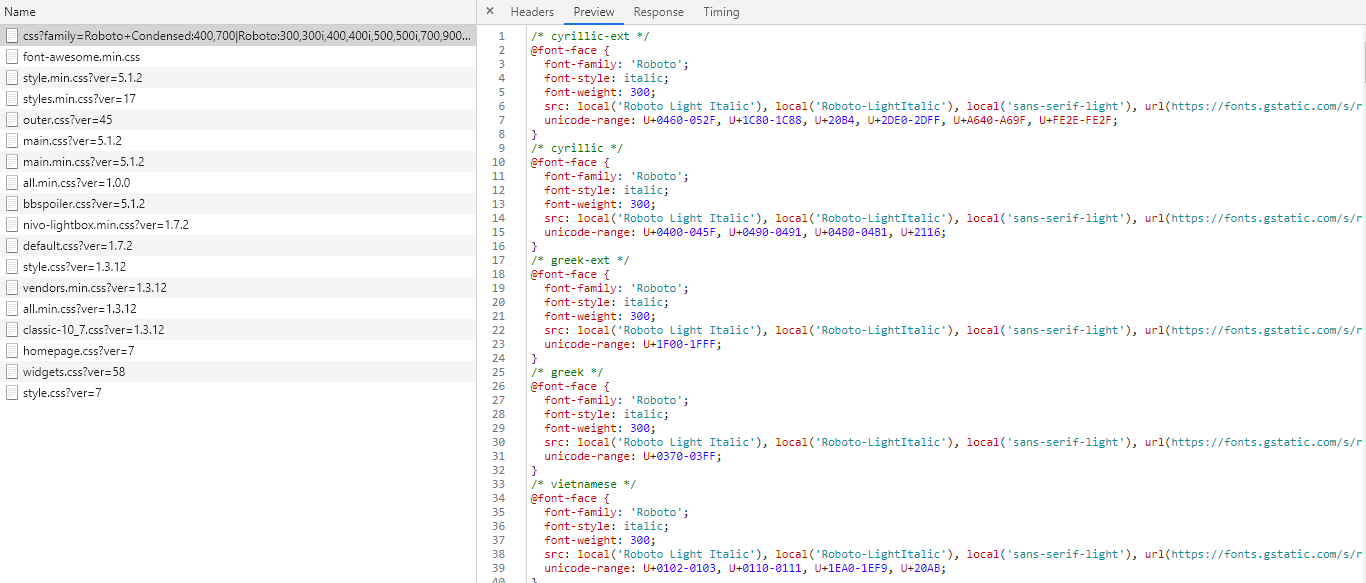 Name
css?family=Roboto+Condensed:400,700|Roboto:300,300i,400,400i,500,500i,700,900...
font-awesome.min.css
style.min.css?ver=5.1.2
styles.min.css?ver=17
outer.css?ver=45
main.css?ver=5.1.2
main.min.css?ver=5.1.2
all.min.css?ver=1.0.0
bbspoiler.css?ver=5.1.2
nivo-lightbox.min.css?ver=1.7.2
default.css?ver=1.7.2
style.css?ver=1.3.12
vendors.min.css?ver=1.3.12
all.min.css?ver=1.3.12
classic-10_7.css?ver=1.3.12
homepage.css?ver=7
widgets.css?ver=58
style.css?ver=7
× Headers Preview Response Timing
1 /* cyrillic-ext */
2 @font-face {
3 font-family: 'Roboto';
4 font-style: italic;
5 font-weight: 300;
6 src: local('Roboto Light Italic'), local('Roboto-LightItalic'), local('sans-serif-light'), url(https://fonts.gstatic.com/s/r
7 unicode-range: U+0460-052F, U+1C80-1C88, U+20B4, U+2DE0-2DFF, U+A640-A69F, U+FE2E-FE2F;
8 }
9 /* cyrillic */
10 @font-face {
11 font-family: 'Roboto';
12 font-style: italic;
13 font-weight: 300;
14 src: local('Roboto Light Italic'), local('Roboto-LightItalic'), local('sans-serif-light'), url(https://fonts.gstatic.com/s/r
15 unicode-range: U+0400-045F, U+0490-0491, U+04B0-04B1, U+2116;
16 }
17 /* greek-ext */
18 @font-face {
19 font-family: 'Roboto';
20 font-style: italic;
21 font-weight: 300;
22 src: local('Roboto Light Italic'), local('Roboto-LightItalic'), local('sans-serif-light'), url(https://fonts.gstatic.com/s/r
23 unicode-range: U+1F00-1FFF;
24 }
25 /* greek */
26 @font-face {
27 font-family: 'Roboto';
28 font-style: italic;
29 font-weight: 300;
30 src: local('Roboto Light Italic'), local('Roboto-LightItalic'), local('sans-serif-light'), url(https://fonts.gstatic.com/s/r
31 unicode-range: U+0370-03FF;
32 }
33 /* vietnamese */
34 @font-face {
35 font-family: 'Roboto';
36 font-style: italic;
37 font-weight: 300;
38 src: local('Roboto Light Italic'), local('Roboto-LightItalic'), local('sans-serif-light'), url(https://fonts.gstatic.com/s/r
39 unicode-range: U+0102-0103, U+0110-0111, U+1EA0-1EF9, U+20AB;
40 }